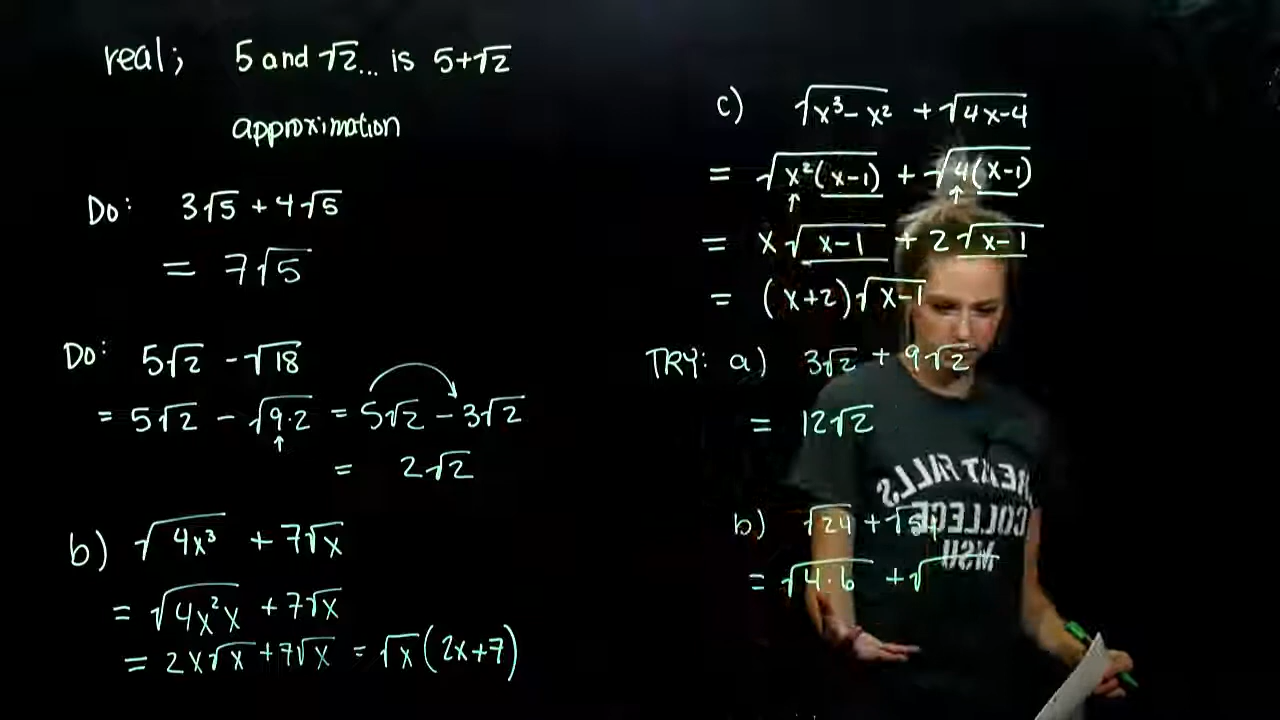 real; 5 and √2... is 5+√2
approximation
Do: 3√5 + 4√5
= 7√5
Do: 5√2 - √18
= 5√2 - √9·2 = 5√2 - 3√2
= 2√2
b) √4x³ + 7√x
= √4x²x + 7√x
= 2x√x + 7√x = √x(2x+7)
c) √x³-x² + √4x-4
= √x²(x-1) + √4(x-1)
= x√x-1 + 2√x-1
= (x+2)√x-1
TRY: a) 3√2 + 9√2
= 12√2
b) √24 + √54
= √4·6 + √
FALLS
COLLEGE
MSU